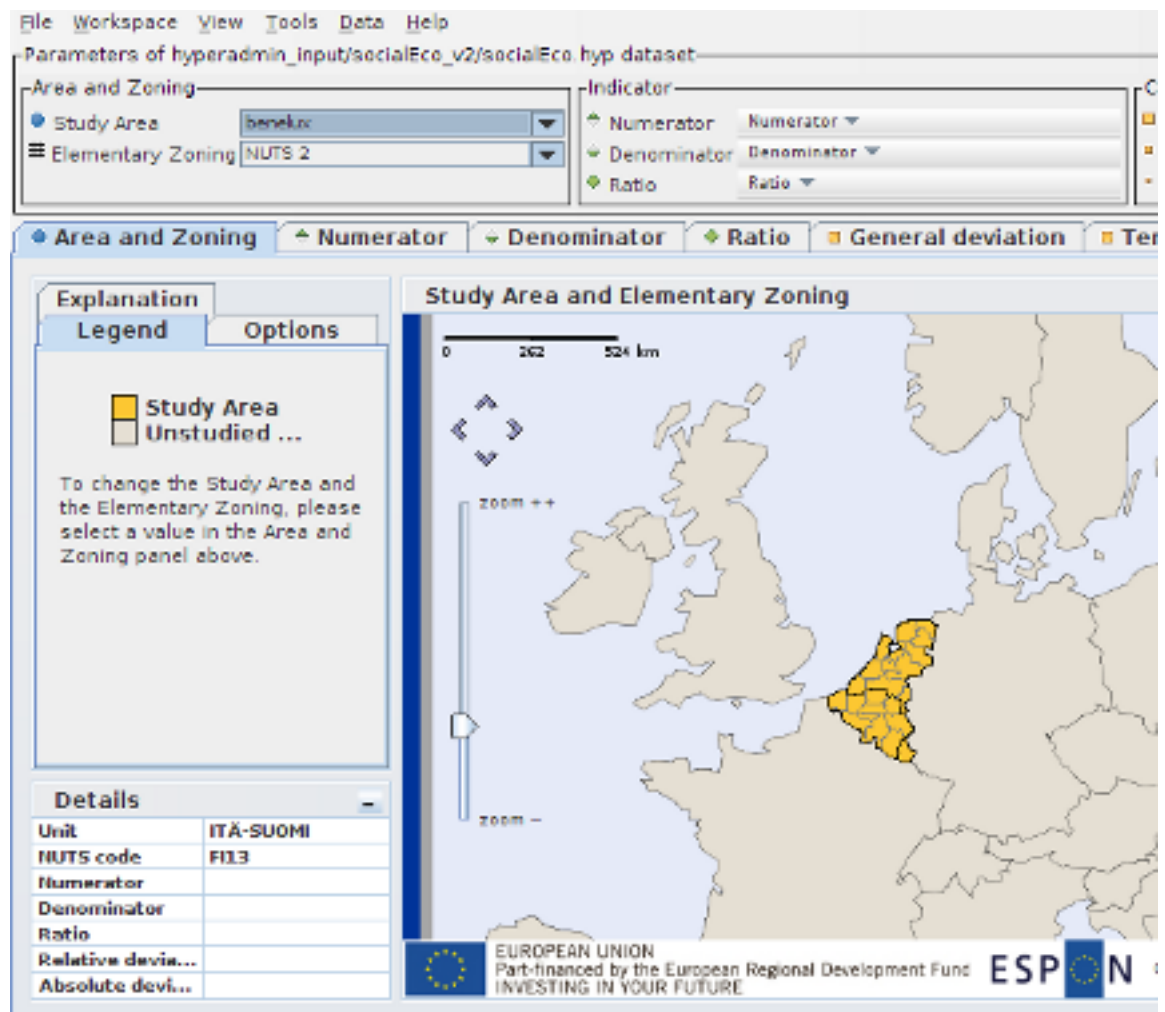 File Workspace View Tools Data Help
Parameters of hyperadmin_input/socialEco_v2/socialEco.hyp dataset
Area and Zoning
Indicator
C
Study Area benelux
Numerator Numerator
Elementary Zoning NUTS 2
Denominator Denominator
Ratio Ratio
Area and Zoning Numerator Denominator Ratio General deviation Ter
Explanation
Legend Options
Study Area
Unstudied ...
To change the Study Area and
the Elementary Zoning, please
select a value in the Area and
Zoning panel above.
Study Area and Elementary Zoning
0 262 524 km
zoom ++
zoom −
Details
Unit ITÄ-SUOMI
NUTS code FI13
Numerator
Denominator
Ratio
Relative devia...
Absolute devi...
EUROPEAN UNION
Part-financed by the European Regional Development Fund
INVESTING IN YOUR FUTURE
ESPON